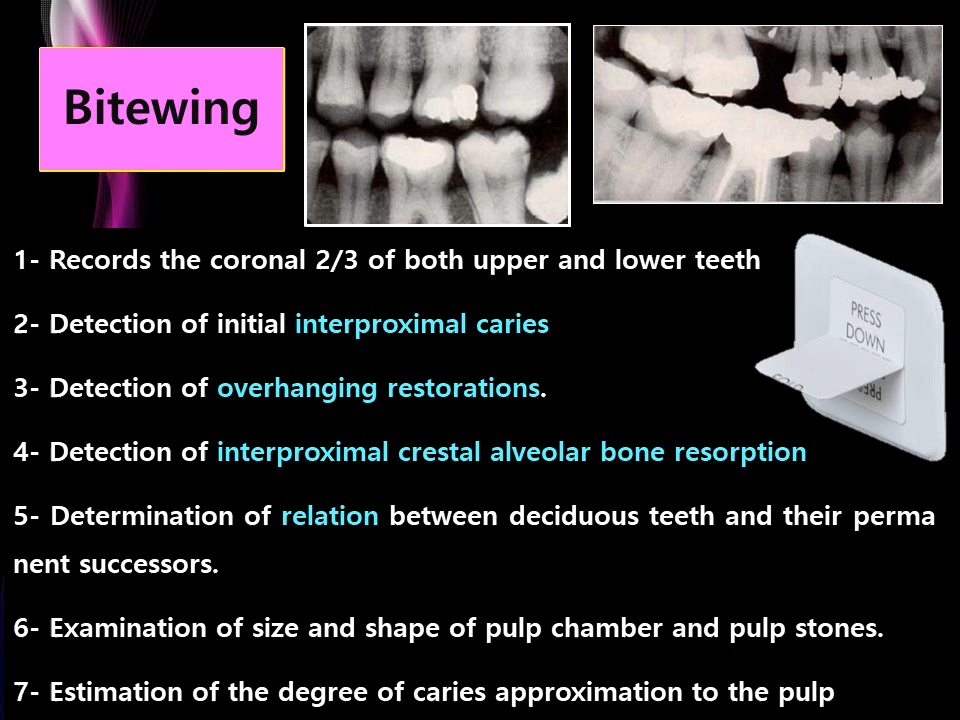 Bitewing
1- Records the coronal 2/3 of both upper and lower teeth
PRESS
DOWN
2- Detection of initial interproximal caries
3- Detection of overhanging restorations.
4- Detection of interproximal crestal alveolar bone resorption
5- Determination of relation between deciduous teeth and their perma
nent successors.
6- Examination of size and shape of pulp chamber and pulp stones.
7- Estimation of the degree of caries approximation to the pulp